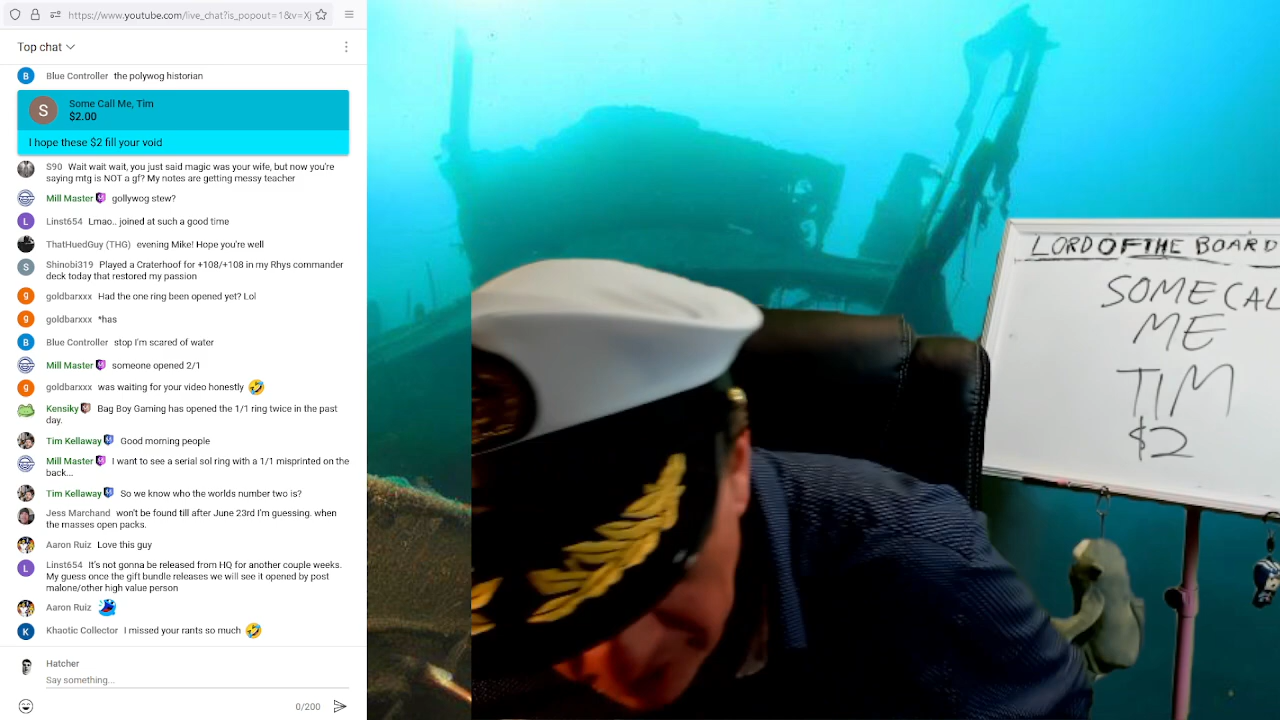 https://www.youtube.com/live_chat?is_popout=1&v=Xj
Top chat
Blue Controller the polywog historian
S
Some Call Me, Tim
$2.00
I hope these $2 fill your void
S90 Wait wait wait, you just said magic was your wife, but now you're
saying mtg is NOT a gf? My notes are getting messy teacher
Mill Master gollywog stew?
Linst654 Lmao.. joined at such a good time
ThatHuedGuy (THG) evening Mike! Hope you're well
Shinobi319 Played a Craterhoof for +108/+108 in my Rhys commander
deck today that restored my passion
goldbarxxx Had the one ring been opened yet? Lol
goldbarxxx *has
Blue Controller stop I'm scared of water
Mill Master someone opened 2/1
goldbarxxx was waiting for your video honestly
Kensiky Bag Boy Gaming has opened the 1/1 ring twice in the past
day.
Tim Kellaway Good morning people
Mill Master I want to see a serial sol ring with a 1/1 misprinted on the
back...
Tim Kellaway So we know who the worlds number two is?
Jess Marchand won't be found till after June 23rd I'm guessing. when
the masses open packs.
Aaron Ruiz Love this guy
Linst654 It's not gonna be released from HQ for another couple weeks.
My guess once the gift bundle releases we will see it opened by post
malone/other high value person
Aaron Ruiz
Khaotic Collector I missed your rants so much
Hatcher
Say something...
0/200
LORD OF THE BOARD
SOME CAL
ME
TIM
$2